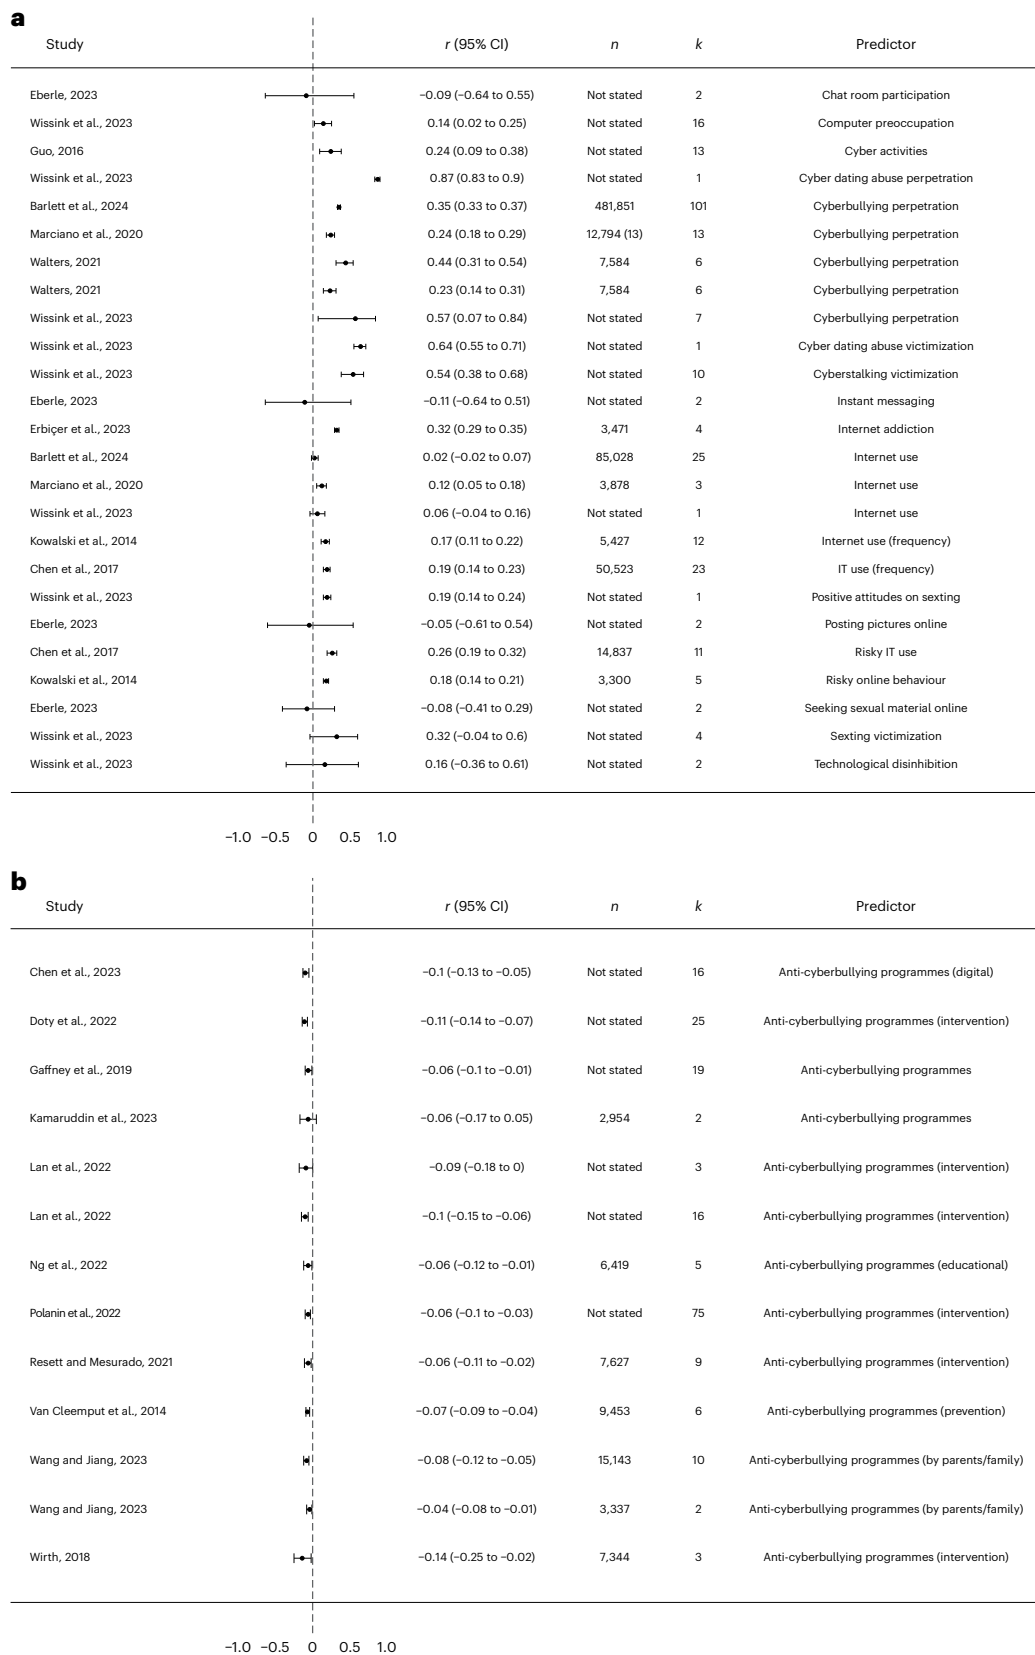 a
Study r (95% CI) n k Predictor
Eberle, 2023 −0.09 (−0.64 to 0.55) Not stated 2 Chat room participation
Wissink et al., 2023 0.14 (0.02 to 0.25) Not stated 16 Computer preoccupation
Guo, 2016 0.24 (0.09 to 0.38) Not stated 13 Cyber activities
Wissink et al., 2023 0.87 (0.83 to 0.9) Not stated 1 Cyber dating abuse perpetration
Barlett et al., 2024 0.35 (0.33 to 0.37) 481,851 101 Cyberbullying perpetration
Marciano et al., 2020 0.24 (0.18 to 0.29) 12,794 (13) 13 Cyberbullying perpetration
Walters, 2021 0.44 (0.31 to 0.54) 7,584 6 Cyberbullying perpetration
Walters, 2021 0.23 (0.14 to 0.31) 7,584 6 Cyberbullying perpetration
Wissink et al., 2023 0.57 (0.07 to 0.84) Not stated 7 Cyberbullying perpetration
Wissink et al., 2023 0.64 (0.55 to 0.71) Not stated 1 Cyber dating abuse victimization
Wissink et al., 2023 0.54 (0.38 to 0.68) Not stated 10 Cyberstalking victimization
Eberle, 2023 −0.11 (−0.64 to 0.51) Not stated 2 Instant messaging
Erbiçer et al., 2023 0.32 (0.29 to 0.35) 3,471 4 Internet addiction
Barlett et al., 2024 0.02 (−0.02 to 0.07) 85,028 25 Internet use
Marciano et al., 2020 0.12 (0.05 to 0.18) 3,878 3 Internet use
Wissink et al., 2023 0.06 (−0.04 to 0.16) Not stated 1 Internet use
Kowalski et al., 2014 0.17 (0.11 to 0.22) 5,427 12 Internet use (frequency)
Chen et al., 2017 0.19 (0.14 to 0.23) 50,523 23 IT use (frequency)
Wissink et al., 2023 0.19 (0.14 to 0.24) Not stated 1 Positive attitudes on sexting
Eberle, 2023 −0.05 (−0.61 to 0.54) Not stated 2 Posting pictures online
Chen et al., 2017 0.26 (0.19 to 0.32) 14,837 11 Risky IT use
Kowalski et al., 2014 0.18 (0.14 to 0.21) 3,300 5 Risky online behaviour
Eberle, 2023 −0.08 (−0.41 to 0.29) Not stated 2 Seeking sexual material online
Wissink et al., 2023 0.32 (−0.04 to 0.6) Not stated 4 Sexting victimization
Wissink et al., 2023 0.16 (−0.36 to 0.61) Not stated 2 Technological disinhibition
−1.0 −0.5 0 0.5 1.0
b
Study r (95% CI) n k Predictor
Chen et al., 2023 −0.1 (−0.13 to −0.05) Not stated 16 Anti-cyberbullying programmes (digital)
Doty et al., 2022 −0.11 (−0.14 to −0.07) Not stated 25 Anti-cyberbullying programmes (intervention)
Gaffney et al., 2019 −0.06 (−0.1 to −0.01) Not stated 19 Anti-cyberbullying programmes
Kamaruddin et al., 2023 −0.06 (−0.17 to 0.05) 2,954 2 Anti-cyberbullying programmes
Lan et al., 2022 −0.09 (−0.18 to 0) Not stated 3 Anti-cyberbullying programmes (intervention)
Lan et al., 2022 −0.1 (−0.15 to −0.06) Not stated 16 Anti-cyberbullying programmes (intervention)
Ng et al., 2022 −0.06 (−0.12 to −0.01) 6,419 5 Anti-cyberbullying programmes (educational)
Polanin et al., 2022 −0.06 (−0.1 to −0.03) Not stated 75 Anti-cyberbullying programmes (intervention)
Resett and Mesurado, 2021 −0.06 (−0.11 to −0.02) 7,627 9 Anti-cyberbullying programmes (intervention)
Van Cleemput et al., 2014 −0.07 (−0.09 to −0.04) 9,453 6 Anti-cyberbullying programmes (prevention)
Wang and Jiang, 2023 −0.08 (−0.12 to −0.05) 15,143 10 Anti-cyberbullying programmes (by parents/family)
Wang and Jiang, 2023 −0.04 (−0.08 to −0.01) 3,337 2 Anti-cyberbullying programmes (by parents/family)
Wirth, 2018 −0.14 (−0.25 to −0.02) 7,344 3 Anti-cyberbullying programmes (intervention)
−1.0 −0.5 0 0.5 1.0